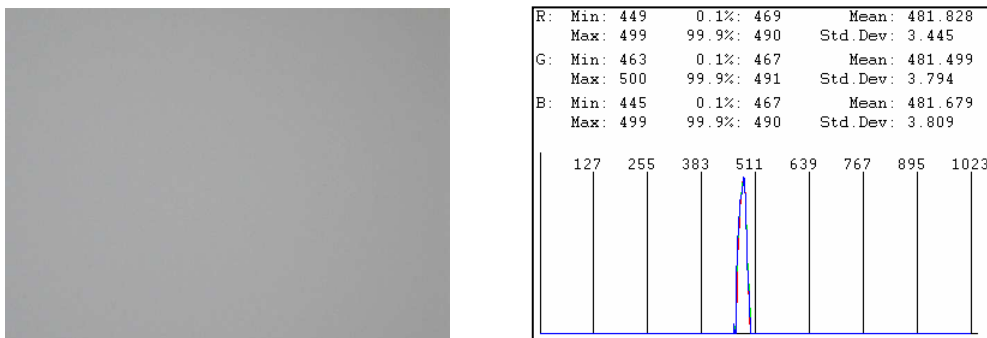 R: Min: 449 0.1%: 469 Mean: 481.828
Max: 499 99.9%: 490 Std.Dev: 3.445
G: Min: 463 0.1%: 467 Mean: 481.499
Max: 500 99.9%: 491 Std.Dev: 3.794
B: Min: 445 0.1%: 467 Mean: 481.679
Max: 499 99.9%: 490 Std.Dev: 3.809
127 255 383 511 639 767 895 1023